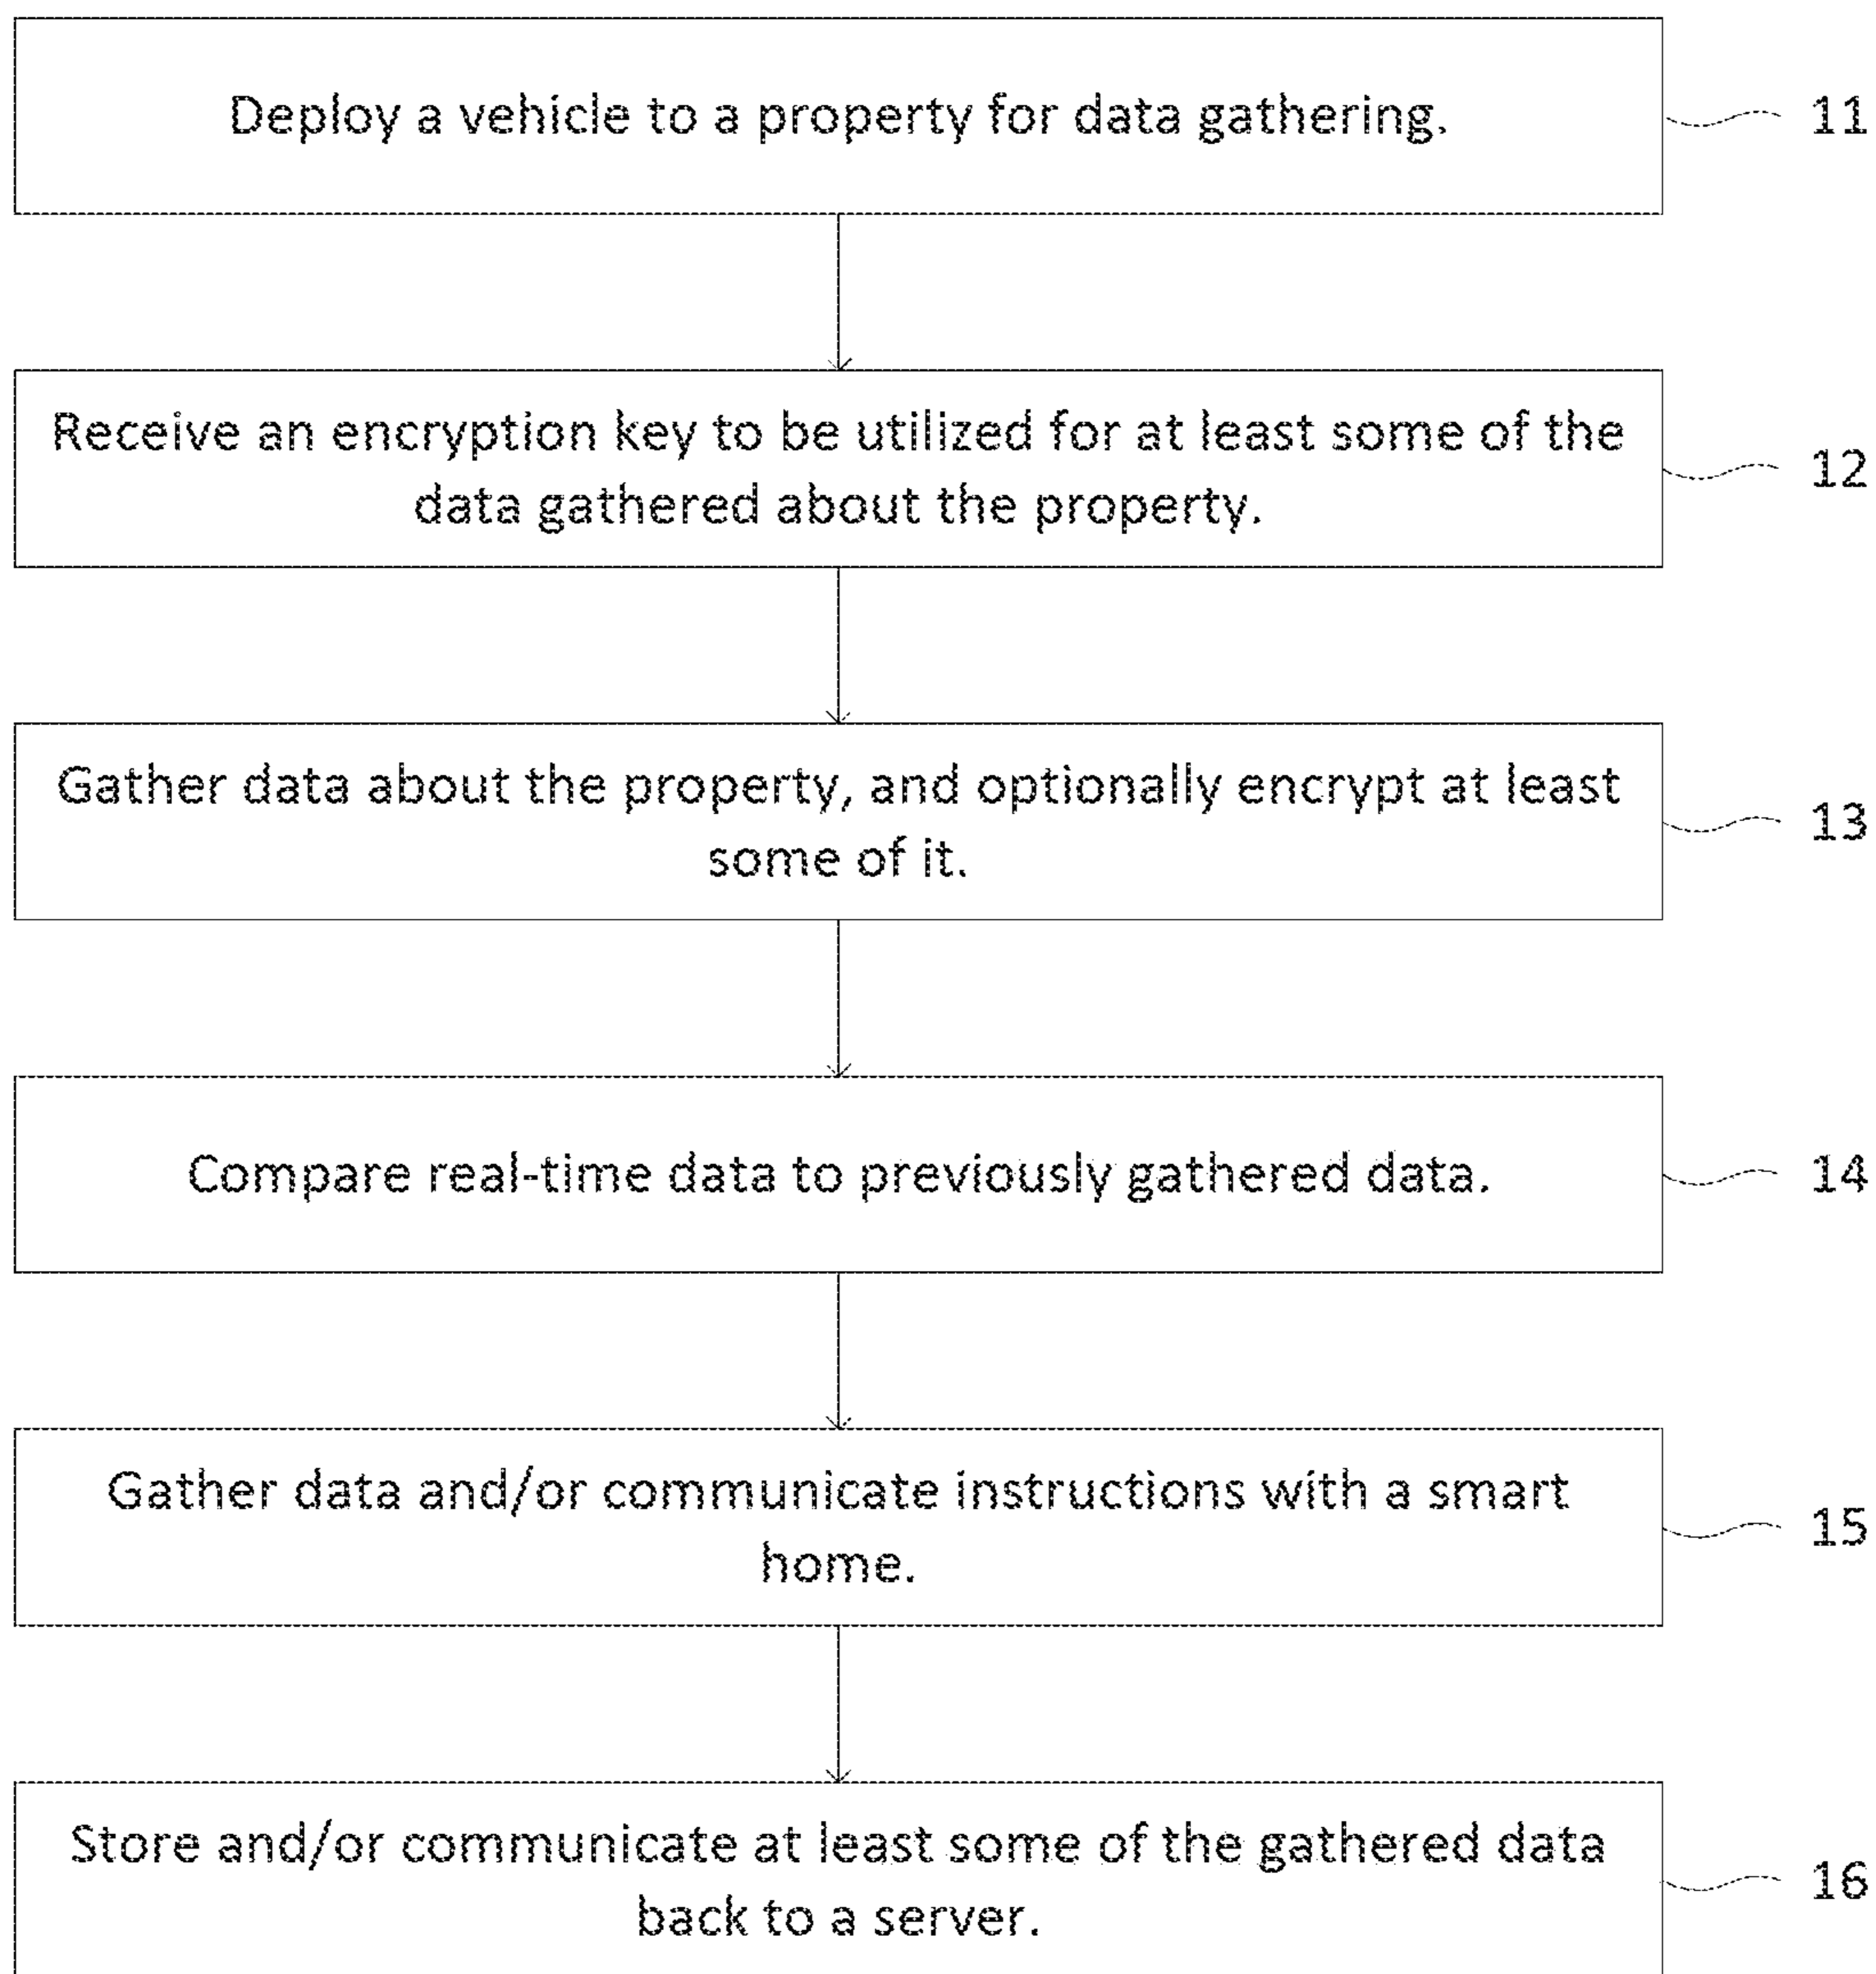 Deploy a vehicle to a property for data gathering.
11
Receive an encryption key to be utilized for at least some of the
data gathered about the property.
12
Gather data about the property, and optionally encrypt at least
some of it.
13
Compare real-time data to previously gathered data.
14
Gather data and/or communicate instructions with a smart
home.
15
Store and/or communicate at least some of the gathered data
back to a server.
16